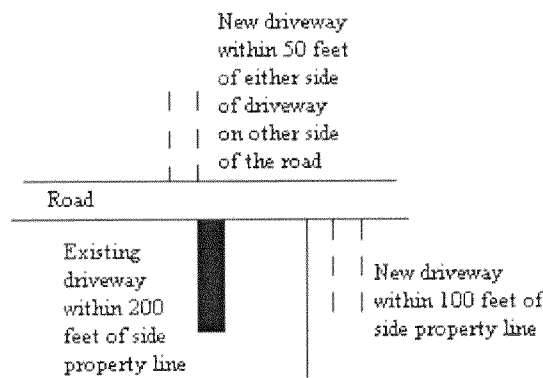 New driveway
within 50 feet
of either side
of driveway
on other side
of the road
Road
Existing
driveway
within 200
feet of side
property line
New driveway
within 100 feet of
side property line